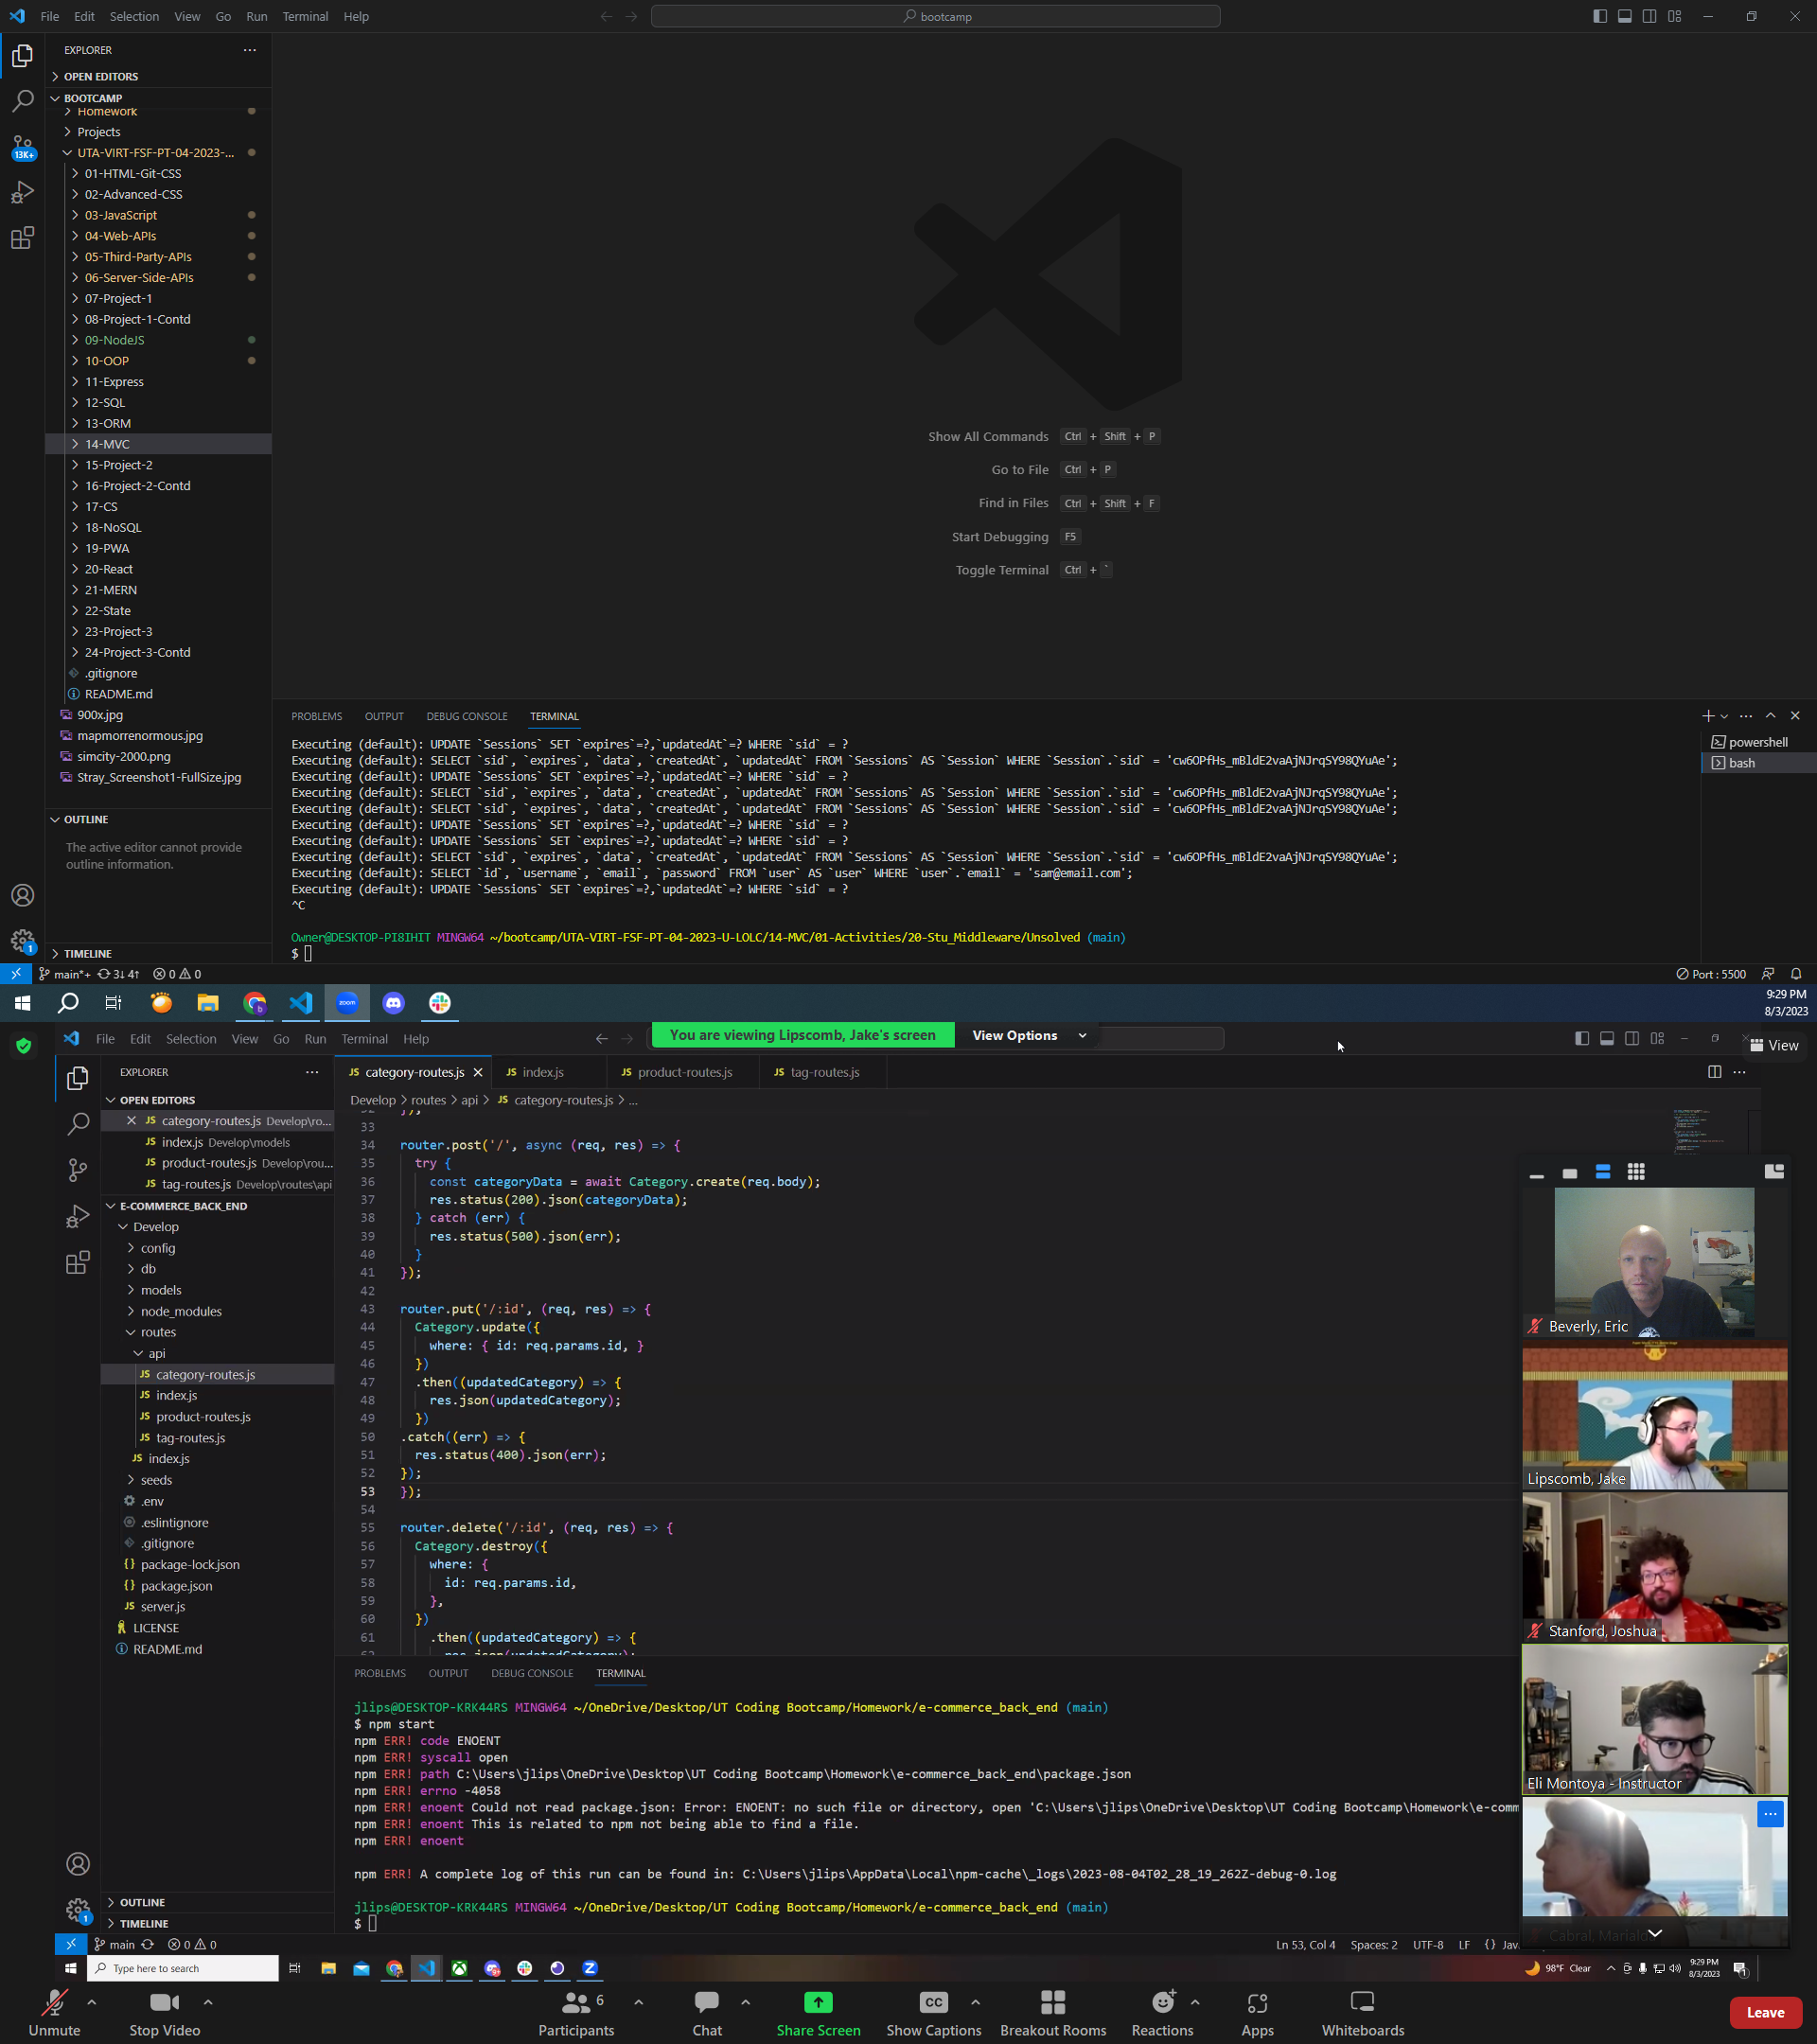 File Edit Selection View Go Run Terminal Help
bootcamp
EXPLORER
OPEN EDITORS
BOOTCAMP
Homework
Projects
UTA-VIRT-FSF-PT-04-2023-...
01-HTML-Git-CSS
02-Advanced-CSS
03-JavaScript
04-Web-APIs
05-Third-Party-APIs
06-Server-Side-APIs
07-Project-1
08-Project-1-Contd
09-NodeJS
10-OOP
11-Express
12-SQL
13-ORM
14-MVC
15-Project-2
16-Project-2-Contd
17-CS
18-NoSQL
19-PWA
20-React
21-MERN
22-State
23-Project-3
24-Project-3-Contd
.gitignore
README.md
900x.jpg
mapmorrenormous.jpg
simcity-2000.png
Stray_Screenshot1-FullSize.jpg
OUTLINE
The active editor cannot provide
outline information.
TIMELINE
13K+
1
Show All Commands Ctrl + Shift + P
Go to File Ctrl + P
Find in Files Ctrl + Shift + F
Start Debugging F5
Toggle Terminal Ctrl + `
PROBLEMS OUTPUT DEBUG CONSOLE TERMINAL
powershell
bash
Executing (default): UPDATE `Sessions` SET `expires`=?,`updatedAt`=? WHERE `sid` = ?
Executing (default): SELECT `sid`, `expires`, `data`, `createdAt`, `updatedAt` FROM `Sessions` AS `Session` WHERE `Session`.`sid` = 'cw6OPfHs_mBldE2vaAjNJrqSY98QYuAe';
Executing (default): UPDATE `Sessions` SET `expires`=?,`updatedAt`=? WHERE `sid` = ?
Executing (default): SELECT `sid`, `expires`, `data`, `createdAt`, `updatedAt` FROM `Sessions` AS `Session` WHERE `Session`.`sid` = 'cw6OPfHs_mBldE2vaAjNJrqSY98QYuAe';
Executing (default): SELECT `sid`, `expires`, `data`, `createdAt`, `updatedAt` FROM `Sessions` AS `Session` WHERE `Session`.`sid` = 'cw6OPfHs_mBldE2vaAjNJrqSY98QYuAe';
Executing (default): UPDATE `Sessions` SET `expires`=?,`updatedAt`=? WHERE `sid` = ?
Executing (default): UPDATE `Sessions` SET `expires`=?,`updatedAt`=? WHERE `sid` = ?
Executing (default): SELECT `sid`, `expires`, `data`, `createdAt`, `updatedAt` FROM `Sessions` AS `Session` WHERE `Session`.`sid` = 'cw6OPfHs_mBldE2vaAjNJrqSY98QYuAe';
Executing (default): SELECT `id`, `username`, `email`, `password` FROM `user` AS `user` WHERE `user`.`email` = 'sam@email.com';
Executing (default): UPDATE `Sessions` SET `expires`=?,`updatedAt`=? WHERE `sid` = ?
^C
Owner@DESKTOP-PI8IHIT MINGW64 ~/bootcamp/UTA-VIRT-FSF-PT-04-2023-U-LOLC/14-MVC/01-Activities/20-Stu_Middleware/Unsolved (main)
$
main*+ 3↓ 4↑ 0 0
Port : 5500
zoom
9:29 PM
8/3/2023
File Edit Selection View Go Run Terminal Help
You are viewing Lipscomb, Jake's screen
View Options
View
EXPLORER
OPEN EDITORS
category-routes.js Develop\ro...
index.js Develop\models
product-routes.js Develop\rou...
tag-routes.js Develop\routes\api
E-COMMERCE_BACK_END
Develop
config
db
models
node_modules
routes
api
category-routes.js
index.js
product-routes.js
tag-routes.js
index.js
seeds
.env
.eslintignore
.gitignore
package-lock.json
package.json
server.js
LICENSE
README.md
OUTLINE
TIMELINE
1
category-routes.js index.js product-routes.js tag-routes.js
Develop > routes > api > JS category-routes.js > ...
32 });
33
34 router.post('/', async (req, res) => {
35 try {
36 const categoryData = await Category.create(req.body);
37 res.status(200).json(categoryData);
38 } catch (err) {
39 res.status(500).json(err);
40 }
41 });
42
43 router.put('/:id', (req, res) => {
44 Category.update({
45 where: { id: req.params.id, }
46 })
47 .then((updatedCategory) => {
48 res.json(updatedCategory);
49 })
50 .catch((err) => {
51 res.status(400).json(err);
52 });
53 });
54
55 router.delete('/:id', (req, res) => {
56 Category.destroy({
57 where: {
58 id: req.params.id,
59 },
60 })
61 .then((updatedCategory) => {
62 res.json(updatedCategory);
PROBLEMS OUTPUT DEBUG CONSOLE TERMINAL
jlips@DESKTOP-KRK44RS MINGW64 ~/OneDrive/Desktop/UT Coding Bootcamp/Homework/e-commerce_back_end (main)
$ npm start
npm ERR! code ENOENT
npm ERR! syscall open
npm ERR! path C:\Users\jlips\OneDrive\Desktop\UT Coding Bootcamp\Homework\e-commerce_back_end\package.json
npm ERR! errno -4058
npm ERR! enoent Could not read package.json: Error: ENOENT: no such file or directory, open 'C:\Users\jlips\OneDrive\Desktop\UT Coding Bootcamp\Homework\e-comm
npm ERR! enoent This is related to npm not being able to find a file.
npm ERR! enoent
npm ERR! A complete log of this run can be found in: C:\Users\jlips\AppData\Local\npm-cache\_logs\2023-08-04T02_28_19_262Z-debug-0.log
jlips@DESKTOP-KRK44RS MINGW64 ~/OneDrive/Desktop/UT Coding Bootcamp/Homework/e-commerce_back_end (main)
$
Beverly, Eric
Lipscomb, Jake
Stanford, Joshua
Eli Montoya - Instructor
main 0 0
Ln 53, Col 4 Spaces: 2 UTF-8 LF
Type here to search
98°F Clear
9:29 PM
8/3/2023
Unmute
Stop Video
6
Participants
Chat
Share Screen
CC
Show Captions
Breakout Rooms
Reactions
Apps
Whiteboards
Leave